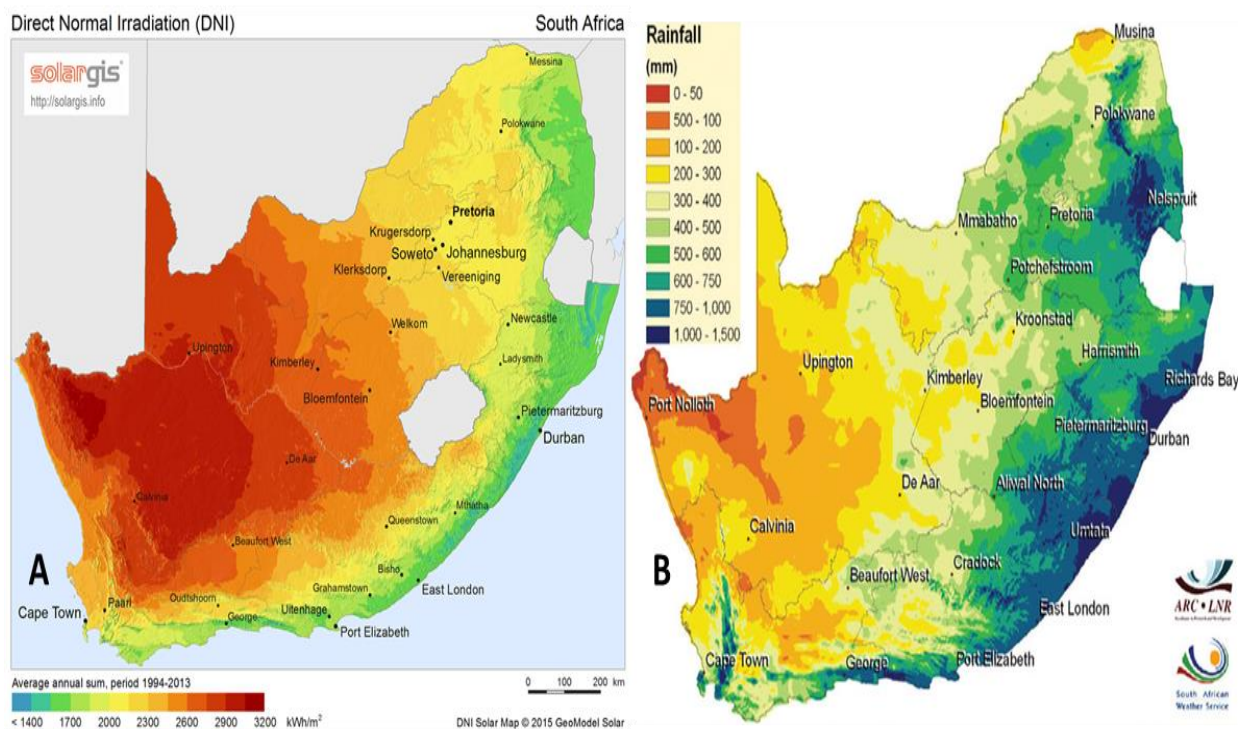 Direct Normal Irradiation (DNI)
South Africa
solargis
http://solargis.info
Messina
Polokwane
Pretoria
Krugersdorp
Johannesburg
Soweto
Klerksdorp
Vereeniging
Welkom
Newcastle
Upington
Kimberley
Ladysmith
Bloemfontein
Pietermaritzburg
Durban
De Aar
Calvinia
Mthatha
Queenstown
Beaufort West
A
Bisho
Grahamstown
East London
Oudtshoorn
Uitenhage
Paarl
Cape Town
George
Port Elizabeth
Average annual sum, period 1994-2013
< 1400 1700 2000 2300 2600 2900 3200 kWh/m²
0 100 200 km
DNI Solar Map © 2015 GeoModel Solar
Rainfall
(mm)
0 - 50
500 - 100
100 - 200
200 - 300
300 - 400
400 - 500
500 - 600
600 - 750
750 - 1,000
1,000 - 1,500
Musina
Polokwane
Nelspruit
Mmabatho
Pretoria
Potchefstroom
Kroonstad
Harrismith
Upington
Kimberley
Richards Bay
Port Nolloth
Bloemfontein
Pietermaritzburg
Durban
De Aar
Aliwal North
Calvinia
Umtata
B
Beaufort West
Cradock
East London
Cape Town
George
Port Elizabeth
ARC • LNR
South African
Weather Service